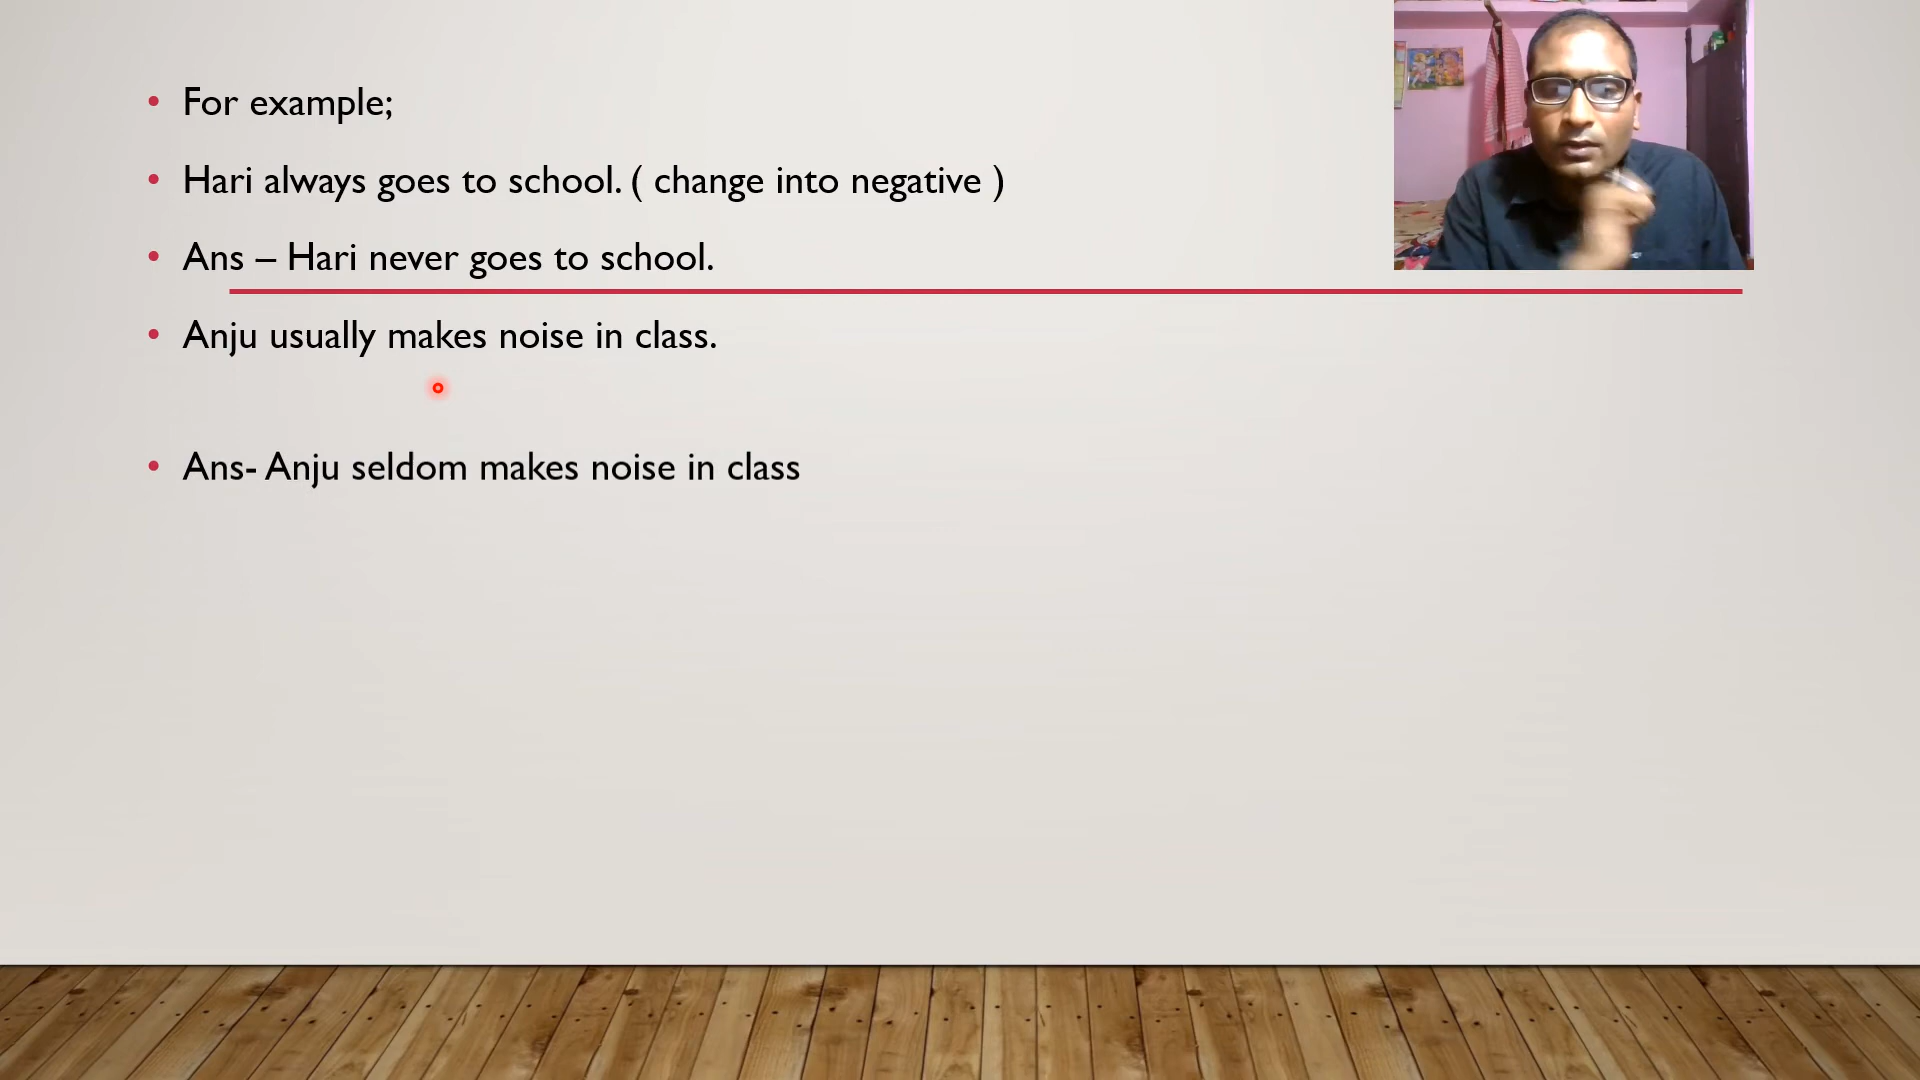 For example;
Hari always goes to school. ( change into negative )
Ans – Hari never goes to school.
Anju usually makes noise in class.
Ans- Anju seldom makes noise in class